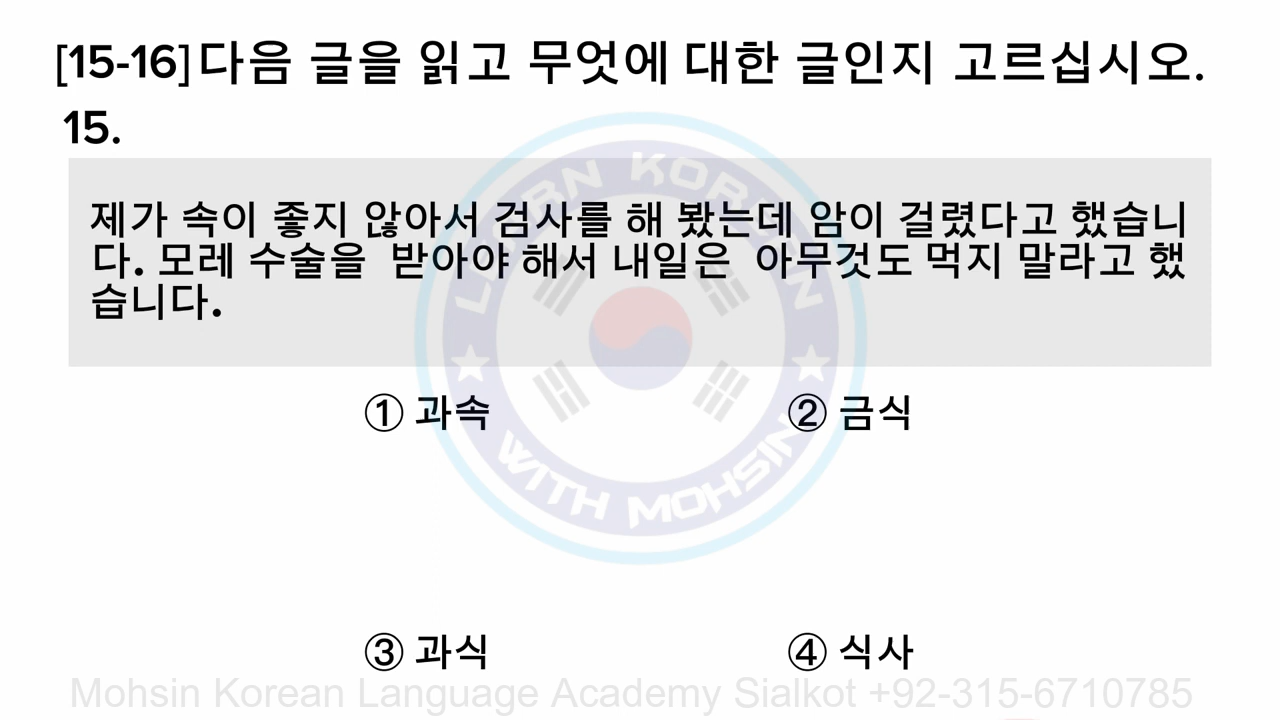 [15-16]다음 글을 읽고 무엇에 대한 글인지 고르십시오.
15.
제가 속이 좋지 않아서 검사를 해 봤는데 암이 걸렸다고 했습니
다. 모레 수술을 받아야 해서 내일은 아무것도 먹지 말라고 했
습니다.
① 과속 ② 금식
③ 과식 ④ 식사
LEARN KOREAN
WITH MOHSIN
Mohsin Korean Language Academy Sialkot +92-315-6710785